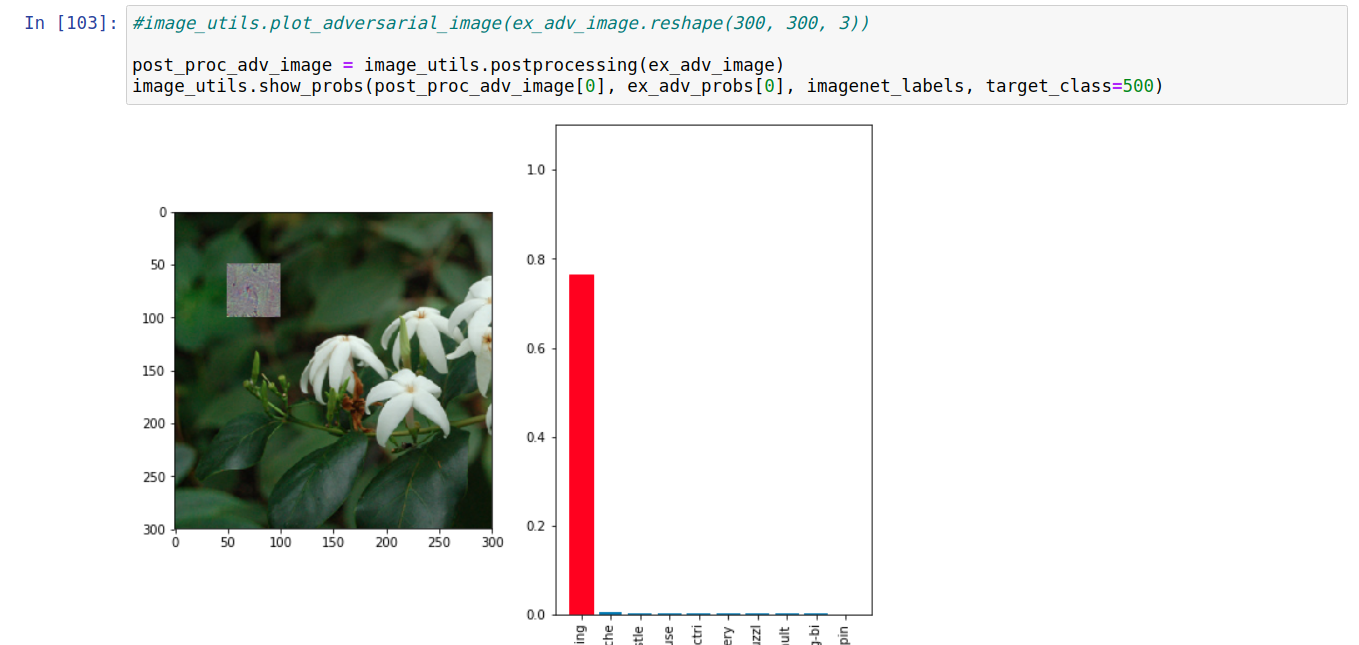 In [103]:
#image_utils.plot_adversarial_image(ex_adv_image.reshape(300, 300, 3))
post_proc_adv_image = image_utils.postprocessing(ex_adv_image)
image_utils.show_probs(post_proc_adv_image[0], ex_adv_probs[0], imagenet_labels, target_class=500)
0
50
100
150
200
250
300
0 50 100 150 200 250 300
1.0
0.8
0.6
0.4
0.2
0.0
ing
che
tle
use
ctri
ery
uzzl
ult
g-bi
pin